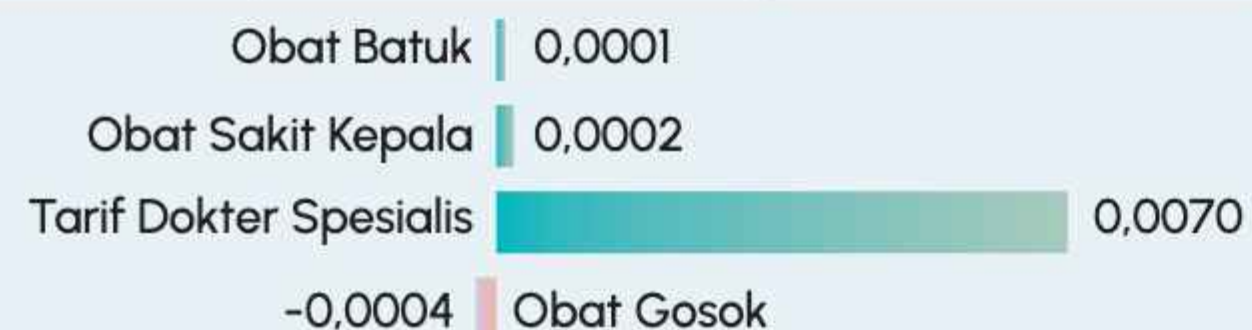 Obat Batuk 0,0001
Obat Sakit Kepala 0,0002
Tarif Dokter Spesialis 0,0070
-0,0004 Obat Gosok